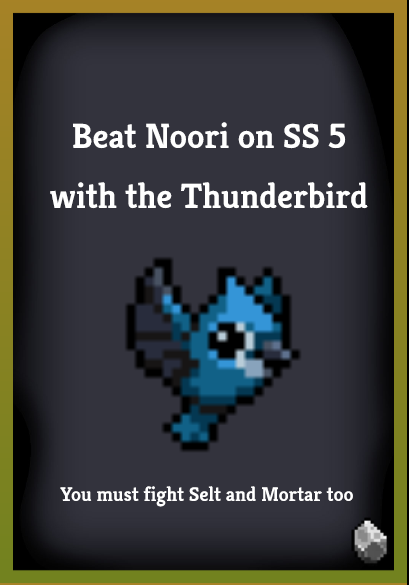 Beat Noori on SS 5
with the Thunderbird
You must fight Selt and Mortar too